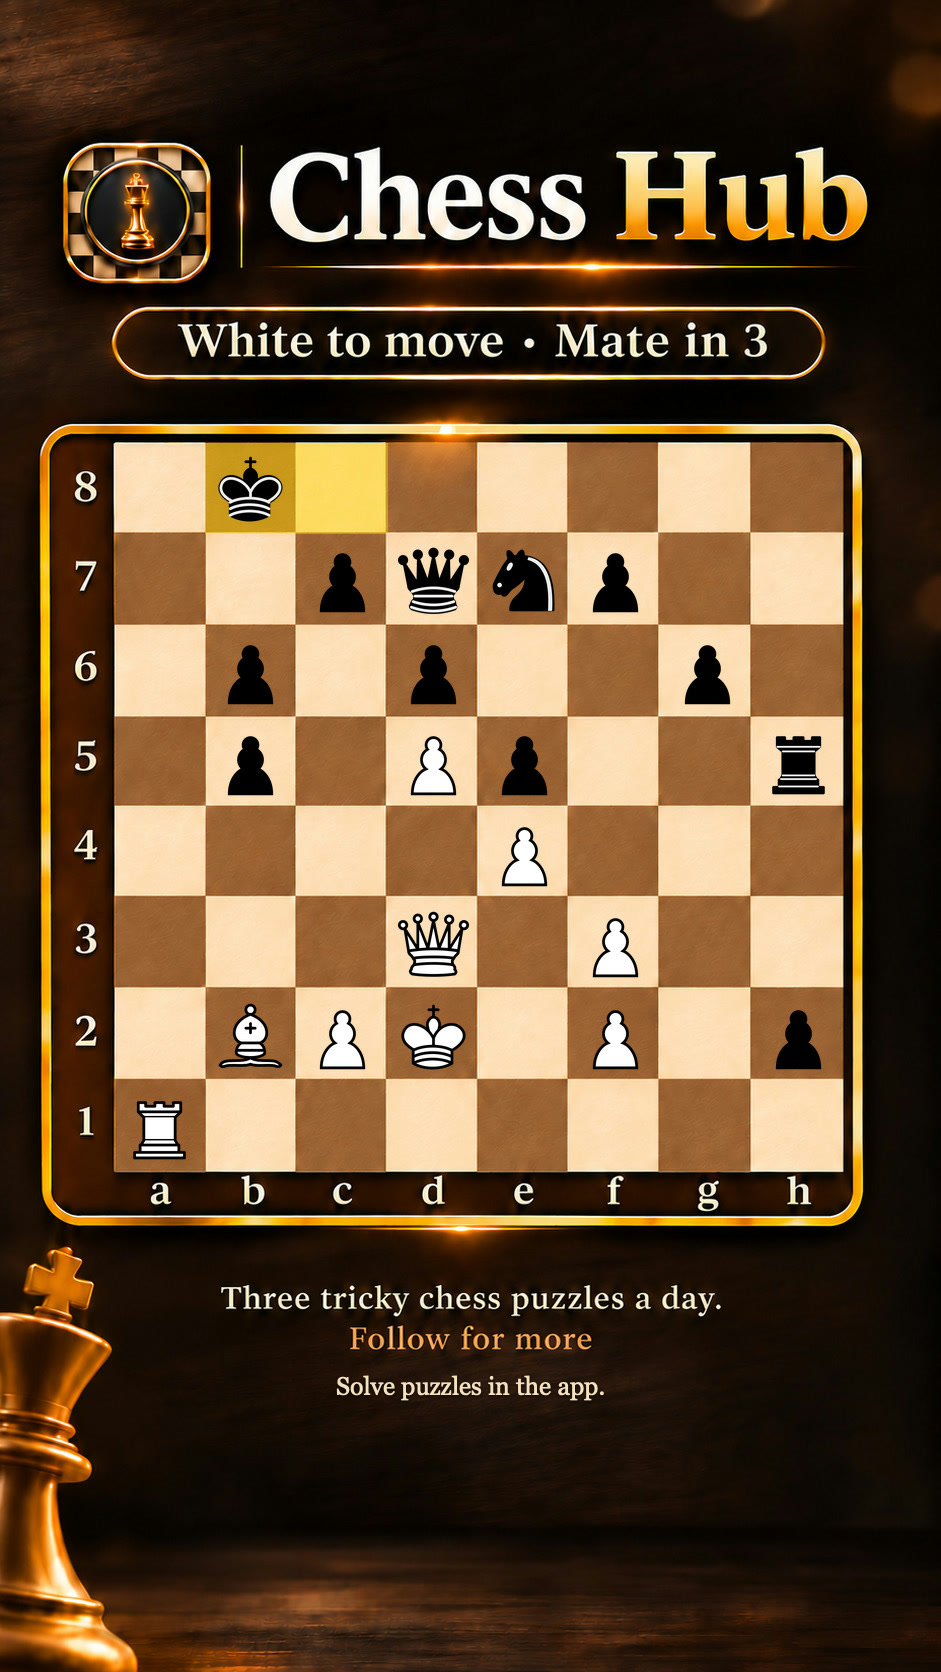 Chess Hub
White to move • Mate in 3
8
7
6
5
4
3
2
1
a b c d e f g h
Three tricky chess puzzles a day.
Follow for more
Solve puzzles in the app.